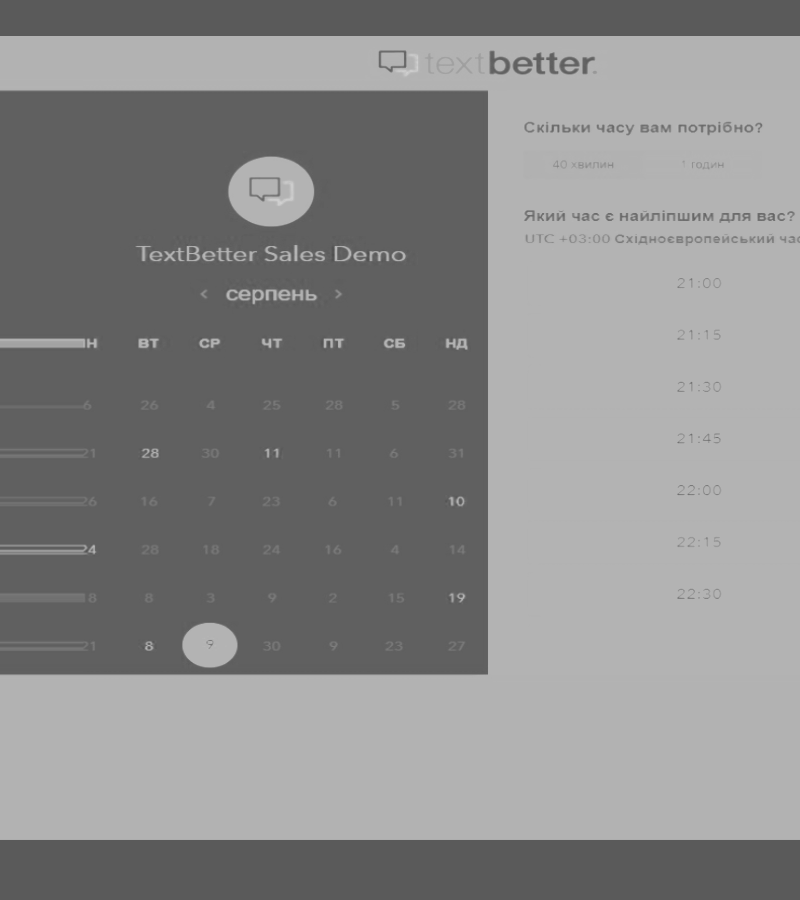 textbetter.
TextBetter Sales Demo
‹ серпень ›
Н ВТ СР ЧТ ПТ СБ НД
6 26 4 25 28 5 28
21 28 30 11 11 6 31
26 16 7 23 6 11 10
24 28 18 24 16 4 14
8 8 3 9 2 15 19
21 8 9 30 9 23 27
Скільки часу вам потрібно?
40 хвилин 1 годин
Який час є найліпшим для вас?
UTC +03:00 Східноєвропейський час
21:00
21:15
21:30
21:45
22:00
22:15
22:30